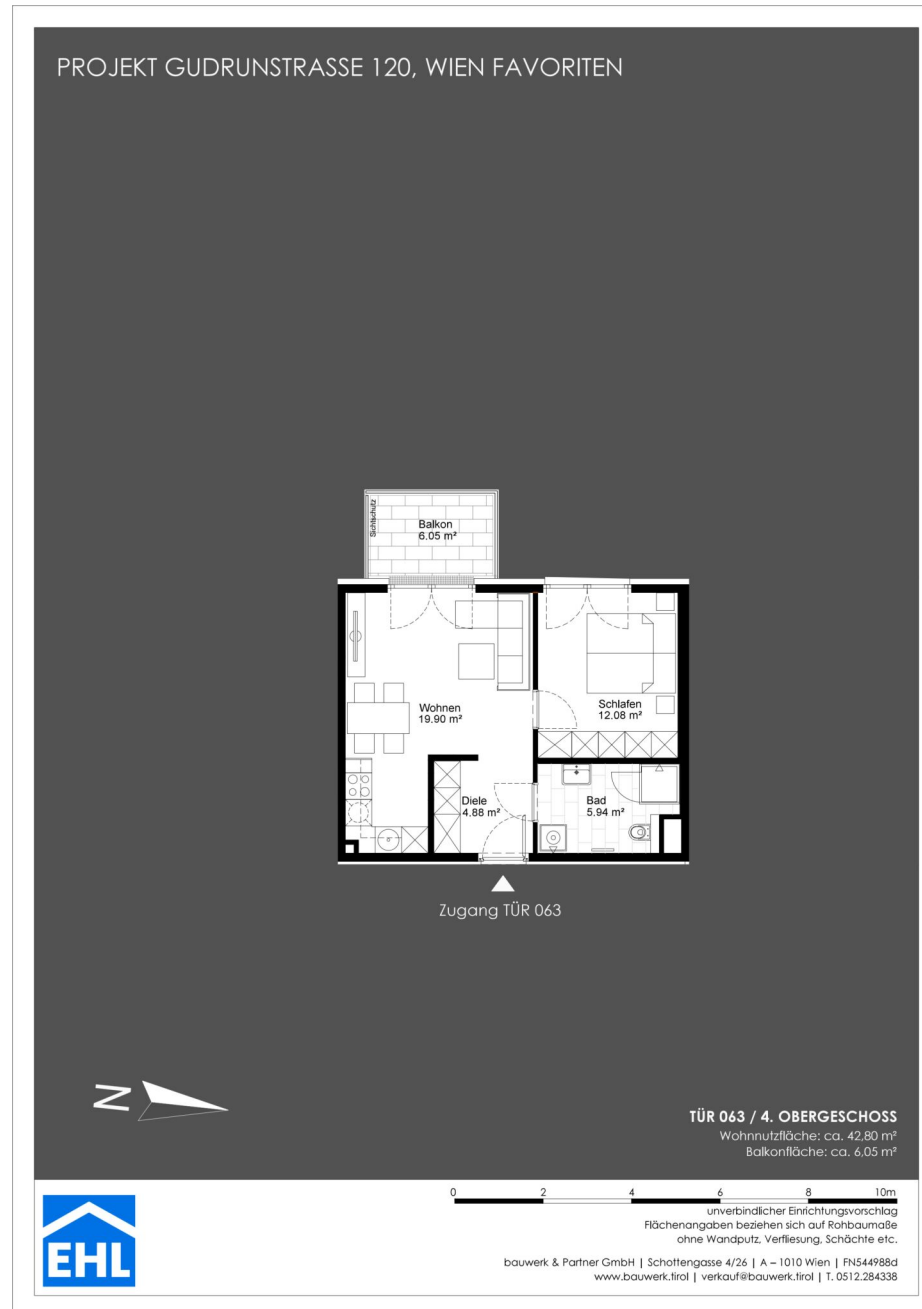 PROJEKT GUDRUNSTRASSE 120, WIEN FAVORITEN
Sichtschutz
Balkon
6.05 m²
Wohnen
19.90 m²
Schlafen
12.08 m²
Diele
4.88 m²
Bad
5.94 m²
Zugang TÜR 063
N
TÜR 063 / 4. OBERGESCHOSS
Wohnnutzfläche: ca. 42,80 m²
Balkonfläche: ca. 6,05 m²
0 2 4 6 8 10m
unverbindlicher Einrichtungsvorschlag
Flächenangaben beziehen sich auf Rohbaumaße
ohne Wandputz, Verfliesung, Schächte etc.
EHL
bauwerk & Partner GmbH | Schottengasse 4/26 | A – 1010 Wien | FN544988d
www.bauwerk.tirol | verkauf@bauwerk.tirol | T. 0512.284338